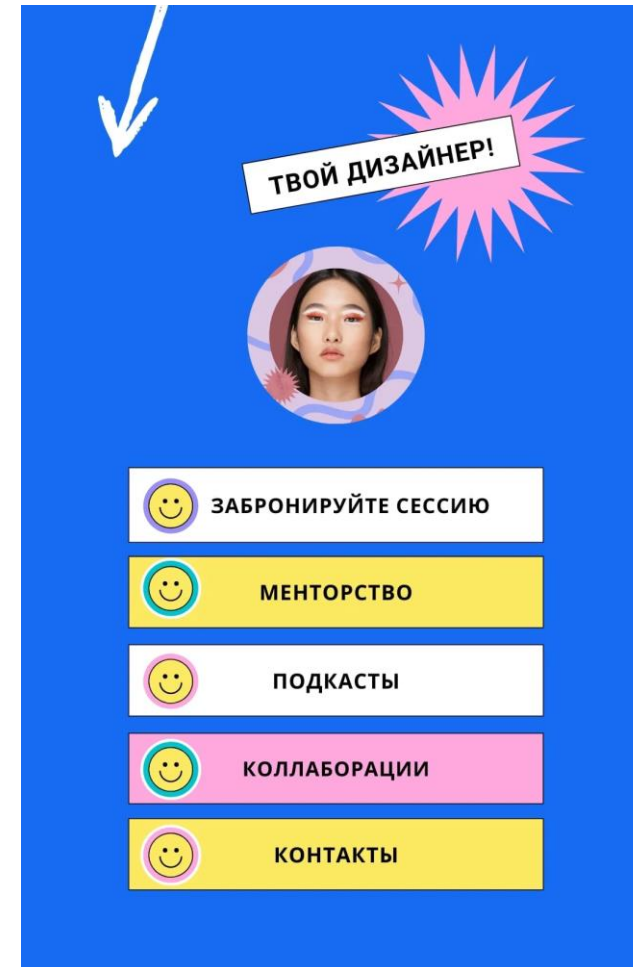 ТВОЙ ДИЗАЙНЕР!
ЗАБРОНИРУЙТЕ СЕССИЮ
МЕНТОРСТВО
ПОДКАСТЫ
КОЛЛАБОРАЦИИ
КОНТАКТЫ